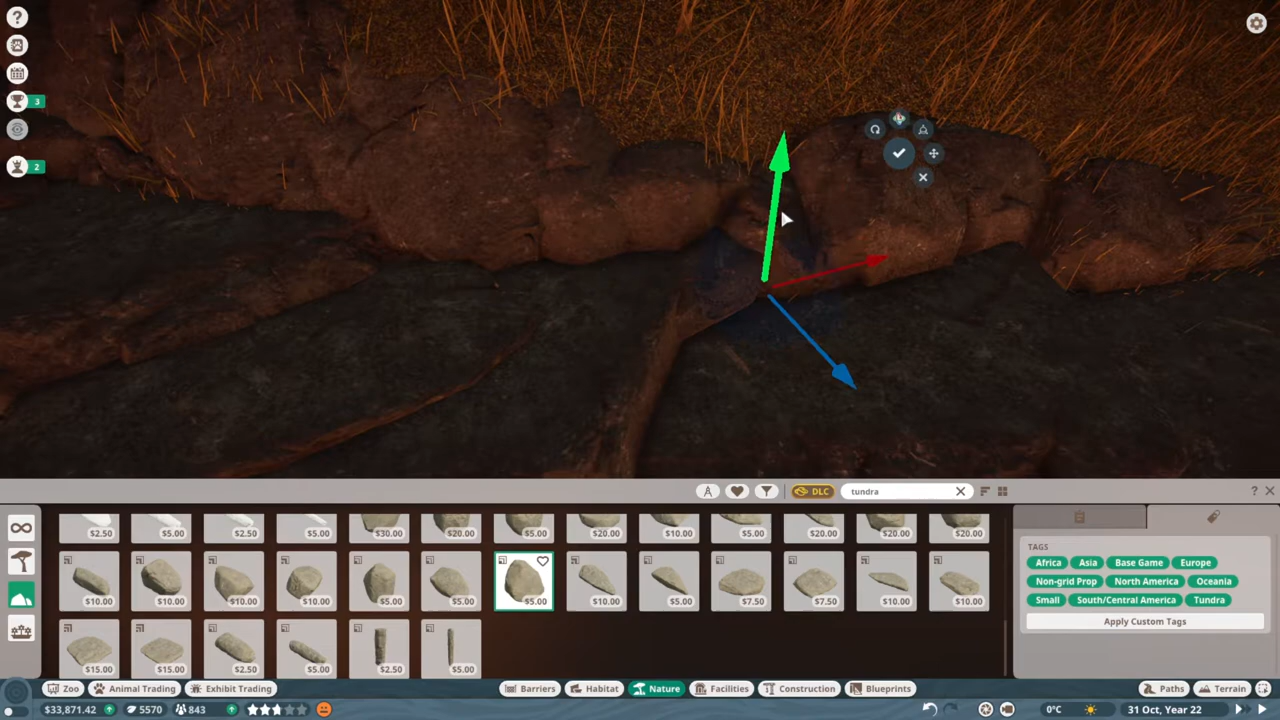 ?
3
2
DLC
tundra
?
$2.50 $5.00 $2.50 $5.00 $30.00 $20.00 $5.00 $20.00 $10.00 $5.00 $20.00 $20.00 $20.00
$10.00 $10.00 $10.00 $10.00 $5.00 $5.00 $5.00 $10.00 $5.00 $7.50 $7.50 $10.00 $10.00
$15.00 $15.00 $2.50 $5.00 $2.50 $5.00
TAGS
Africa Asia Base Game Europe
Non-grid Prop North America Oceania
Small South/Central America Tundra
Apply Custom Tags
Zoo Animal Trading Exhibit Trading Barriers Habitat Nature Facilities Construction Blueprints Paths Terrain
$33,871.42 5570 843 0°C 31 Oct, Year 22